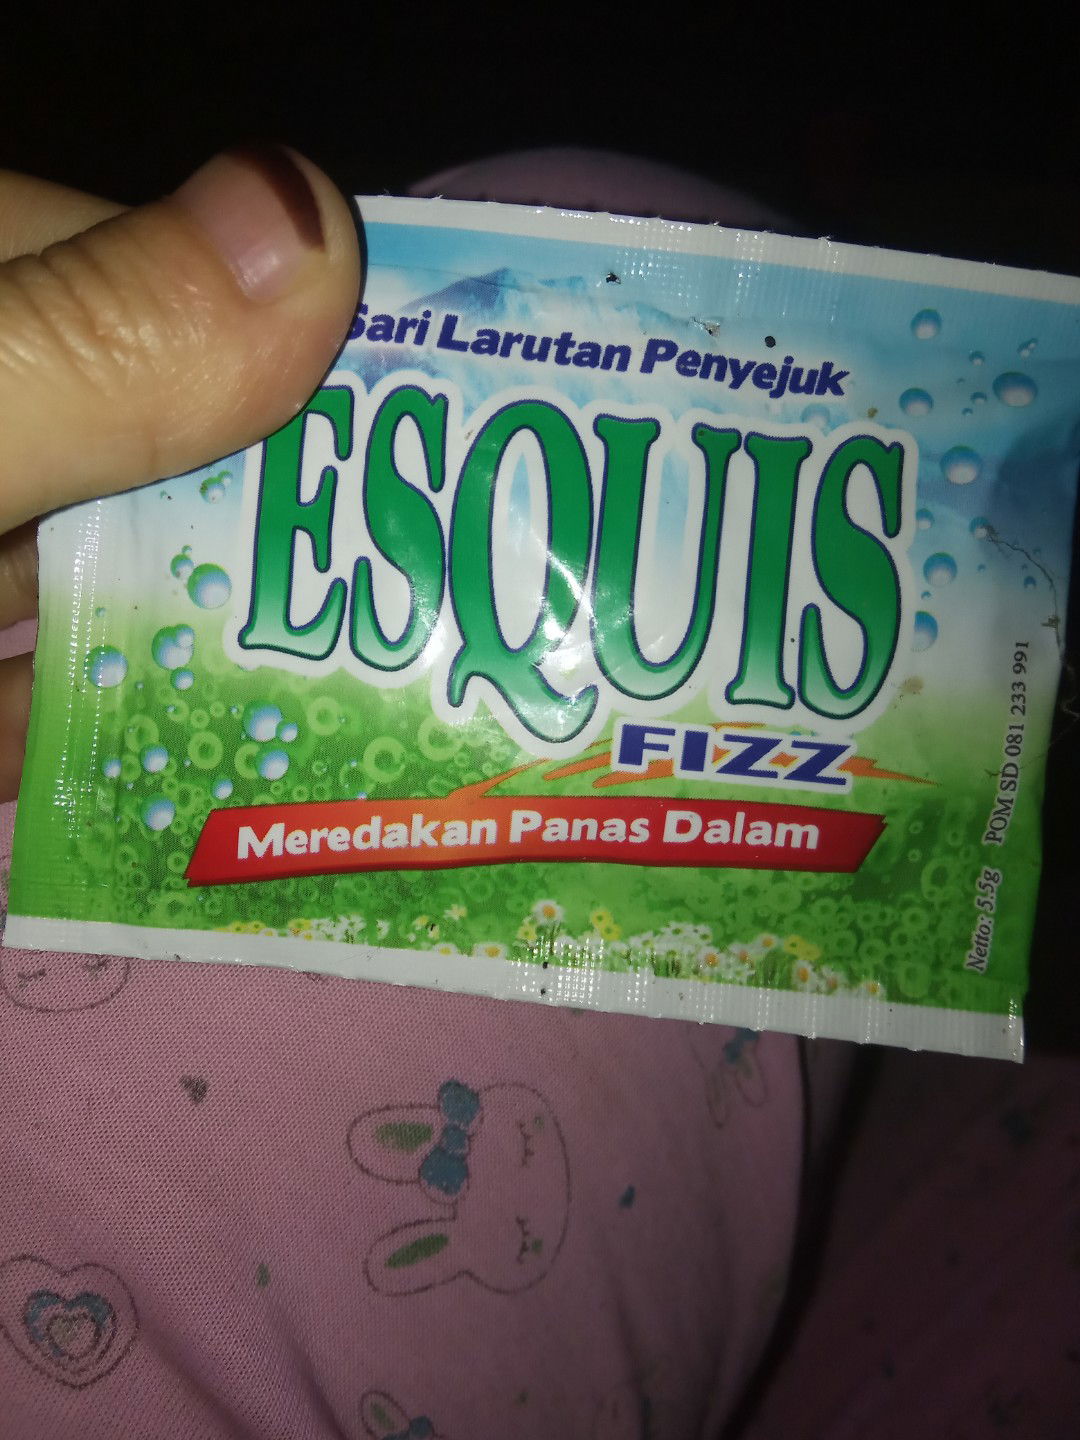 Sari Larutan Penyejuk
ESQUIS
FIZZ
Meredakan Panas Dalam
Netto: 5.5g POM SD 081 233 991